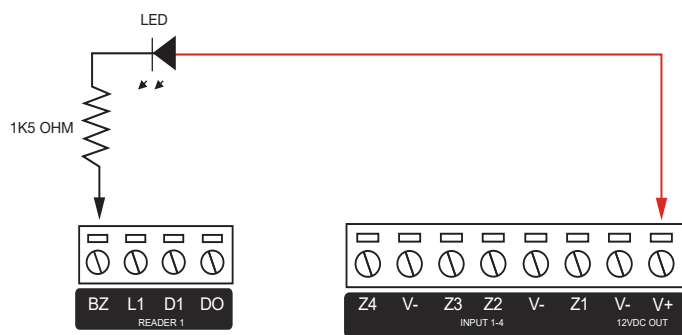 LED
1K5 OHM
BZ L1 D1 DO
READER 1
Z4 V- Z3 Z2 V- Z1 V- V+
INPUT 1-4 12VDC OUT